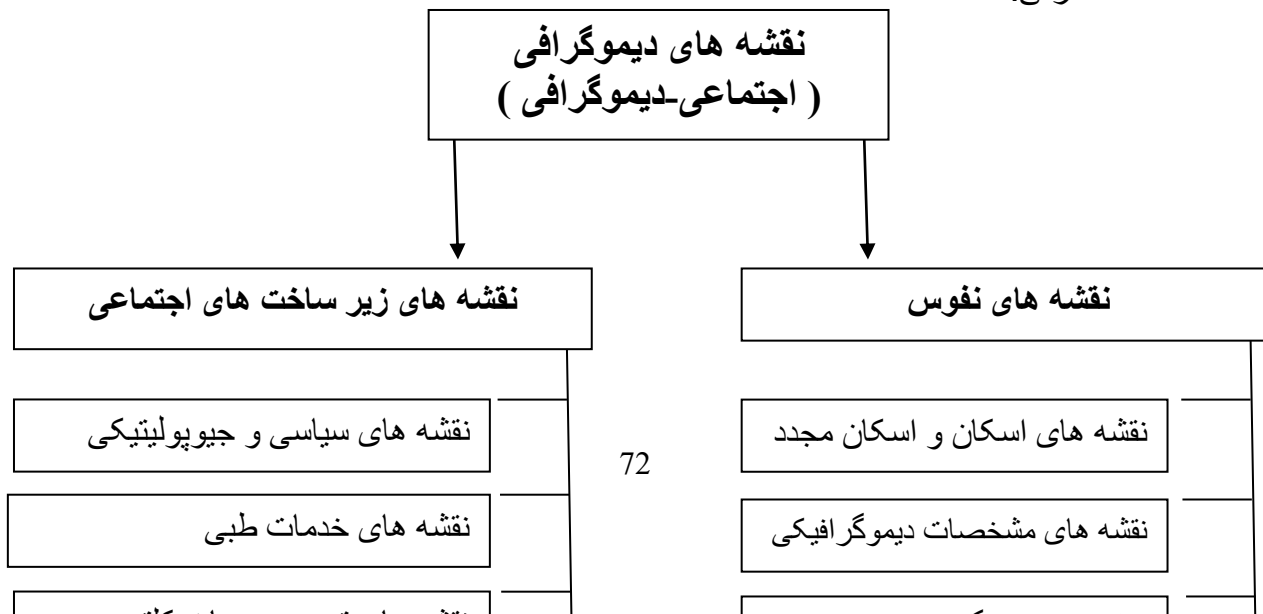 نقشه های دیموگرافی
( اجتماعی-دیموگرافی )
نقشه های نفوس
نقشه های زیر ساخت های اجتماعی
نقشه های اسکان و اسکان مجدد
نقشه های سیاسی و جیوپولیتیکی
72
نقشه های مشخصات دیموگرافیکی
نقشه های خدمات طبی